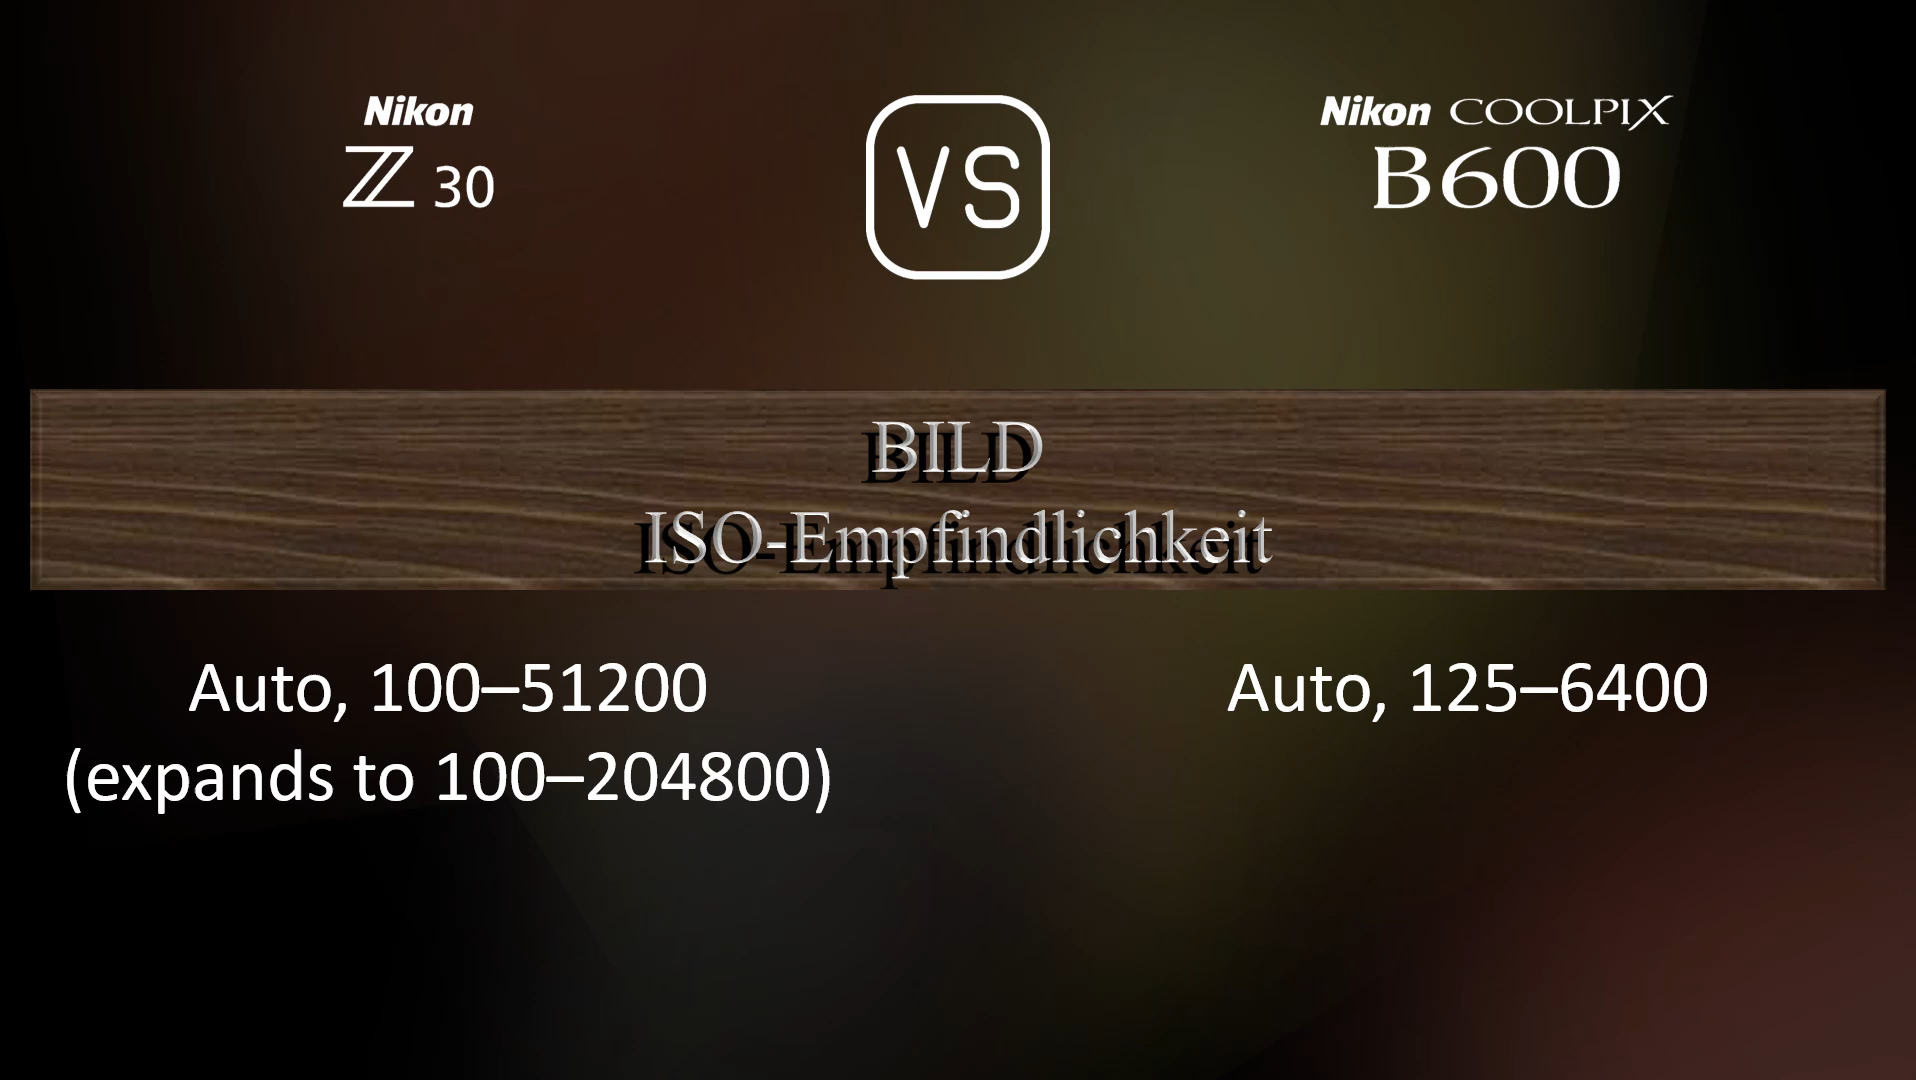 Nikon
Z 30
VS
Nikon COOLPIX
B600
BILD
ISO-Empfindlichkeit
Auto, 100–51200
(expands to 100–204800)
Auto, 125–6400